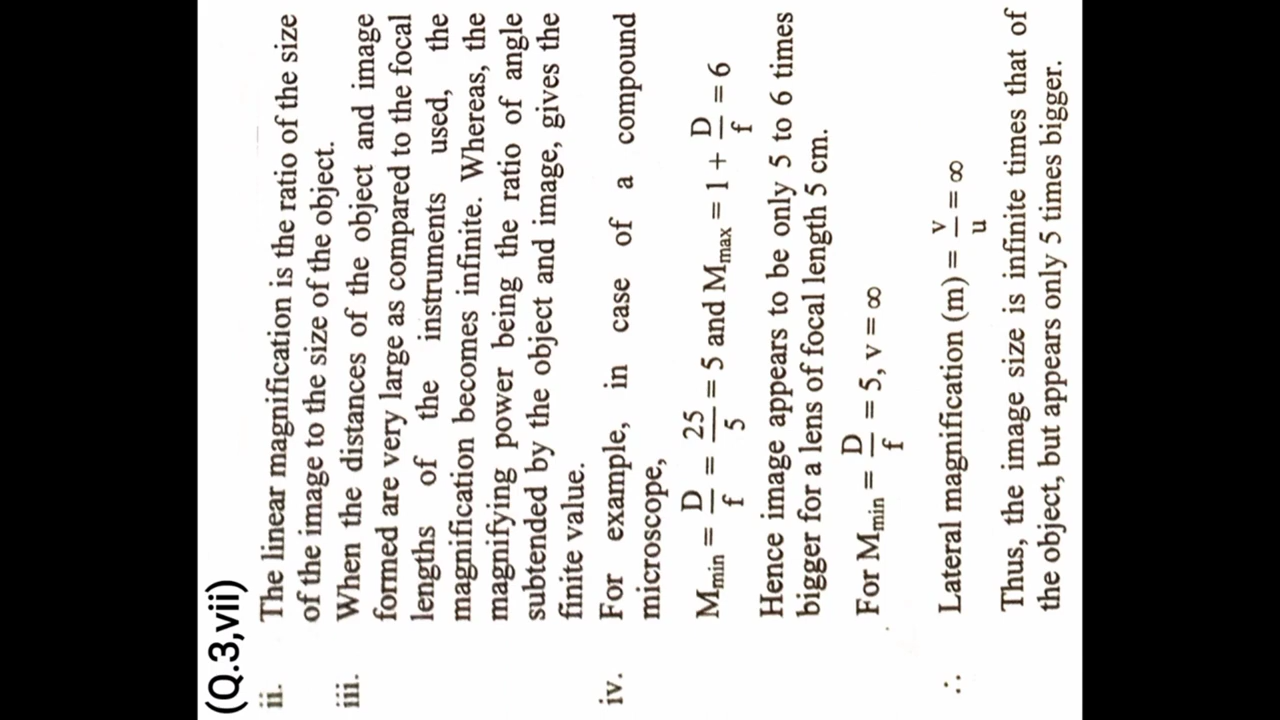 (Q.3,vii)
ii. The linear magnification is the ratio of the size
of the image to the size of the object.
iii. When the distances of the object and image
formed are very large as compared to the focal
lengths of the instruments used, the
magnification becomes infinite. Whereas, the
magnifying power being the ratio of angle
subtended by the object and image, gives the
finite value.
iv. For example, in case of a compound
microscope,
Mmin = D/f = 25/5 = 5 and Mmax = 1 + D/f = 6
Hence image appears to be only 5 to 6 times
bigger for a lens of focal length 5 cm.
For Mmin = D/f = 5, v = ∞
∴ Lateral magnification (m) = v/u = ∞
Thus, the image size is infinite times that of
the object, but appears only 5 times bigger.